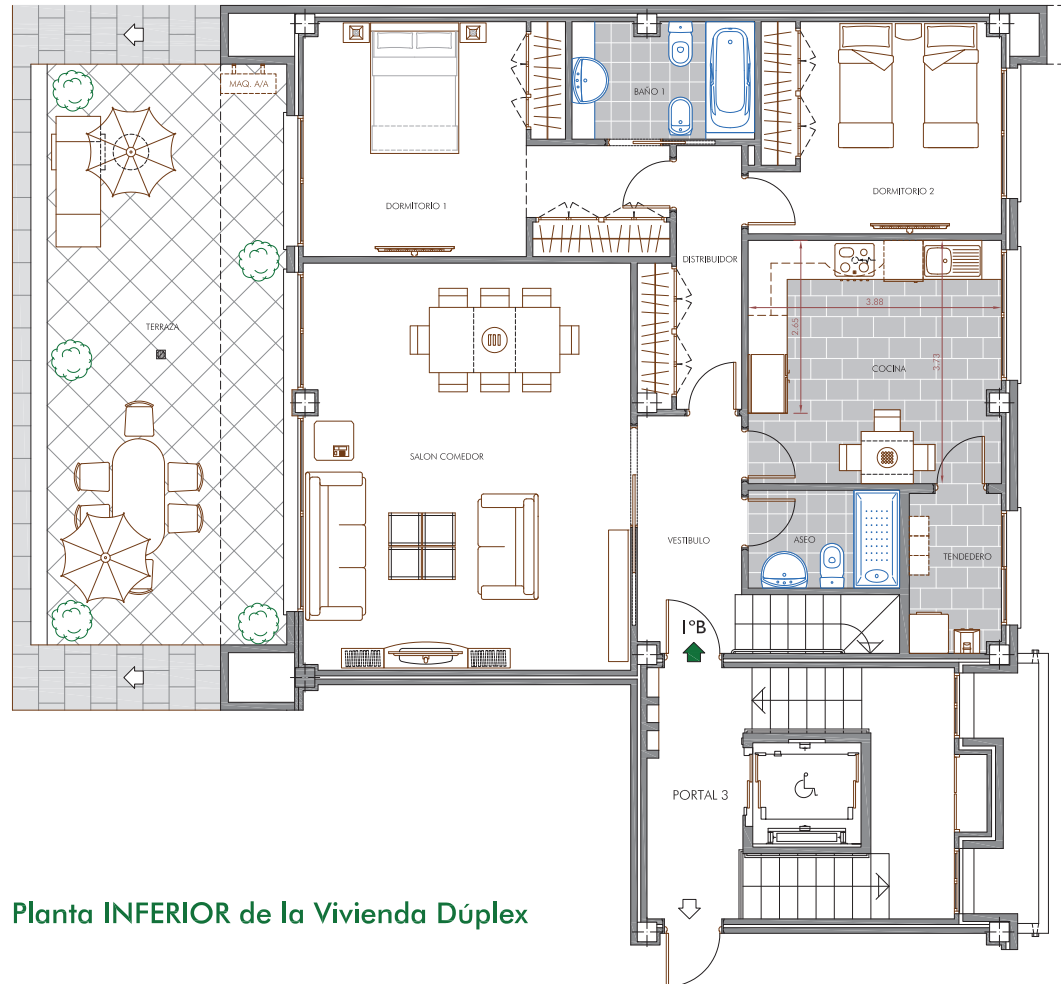 MAQ. A/A
BAÑO 1
DORMITORIO 1
DORMITORIO 2
DISTRIBUIDOR
3.88
2.65
3.73
TERRAZA
COCINA
SALON COMEDOR
VESTIBULO
ASEO
TENDEDERO
1ºB
PORTAL 3
Planta INFERIOR de la Vivienda Dúplex